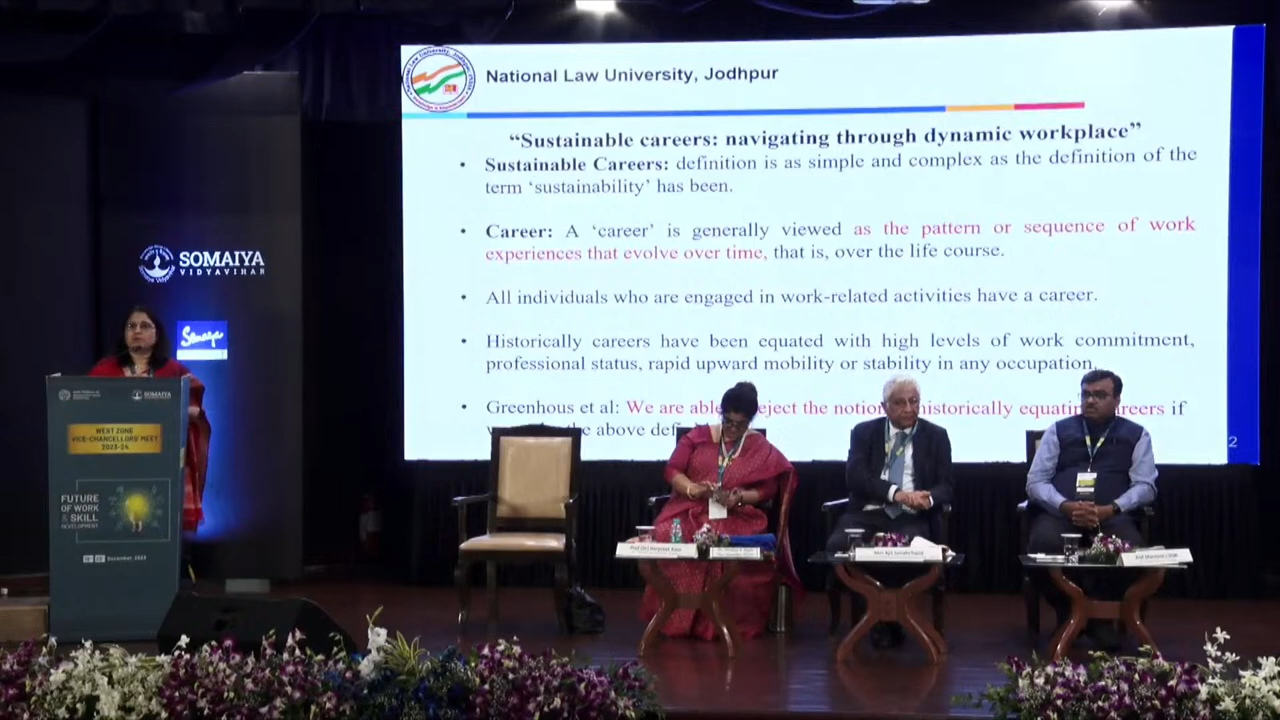 National Law University, Jodhpur
“Sustainable careers: navigating through dynamic workplace”
• Sustainable Careers: definition is as simple and complex as the definition of the
term ‘sustainability’ has been.
• Career: A ‘career’ is generally viewed as the pattern or sequence of work
experiences that evolve over time, that is, over the life course.
• All individuals who are engaged in work-related activities have a career.
• Historically careers have been equated with high levels of work commitment,
professional status, rapid upward mobility or stability in any occupation.
• Greenhous et al: We are able reject the notion historically equating careers if
the above
2
SOMAIYA
VIDYAVIHAR
SOMAIYA
WEST ZONE
VICE-CHANCELLORS' MEET
2023-24
FUTURE
OF WORK
& SKILL
DEVELOPMENT
December 2023